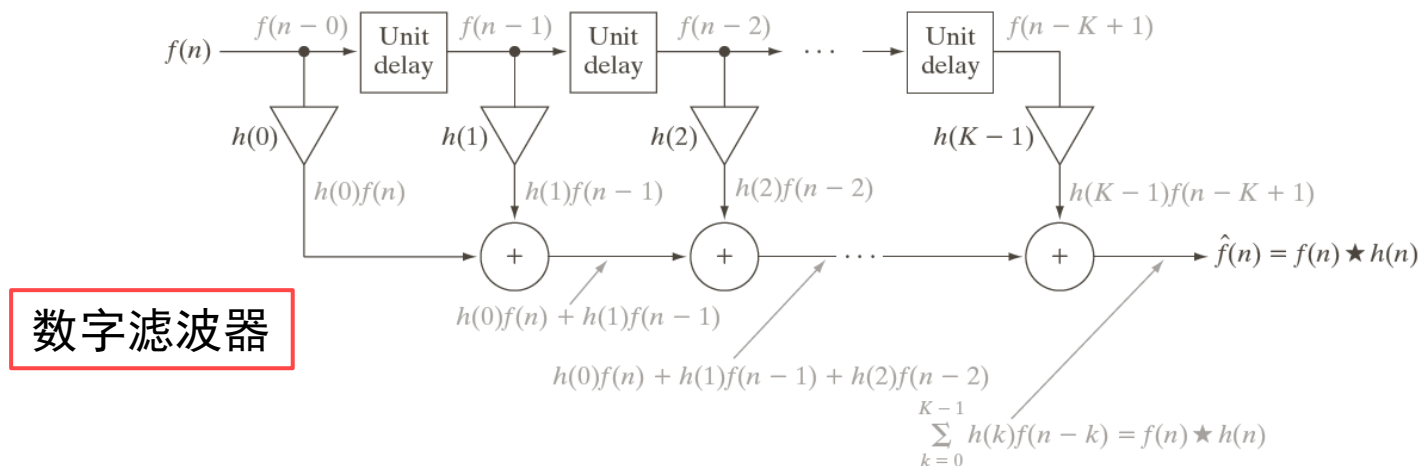 f(n − 0) f(n − 1) f(n − 2) f(n − K + 1)
f(n) Unit delay Unit delay ··· Unit delay
h(0) h(1) h(2) h(K − 1)
h(0)f(n) h(1)f(n − 1) h(2)f(n − 2) h(K − 1)f(n − K + 1)
+ + ··· + f̂(n) = f(n)★h(n)
h(0)f(n) + h(1)f(n − 1)
数字滤波器
h(0)f(n) + h(1)f(n − 1) + h(2)f(n − 2)
K − 1
∑ h(k)f(n − k) = f(n)★h(n)
k = 0